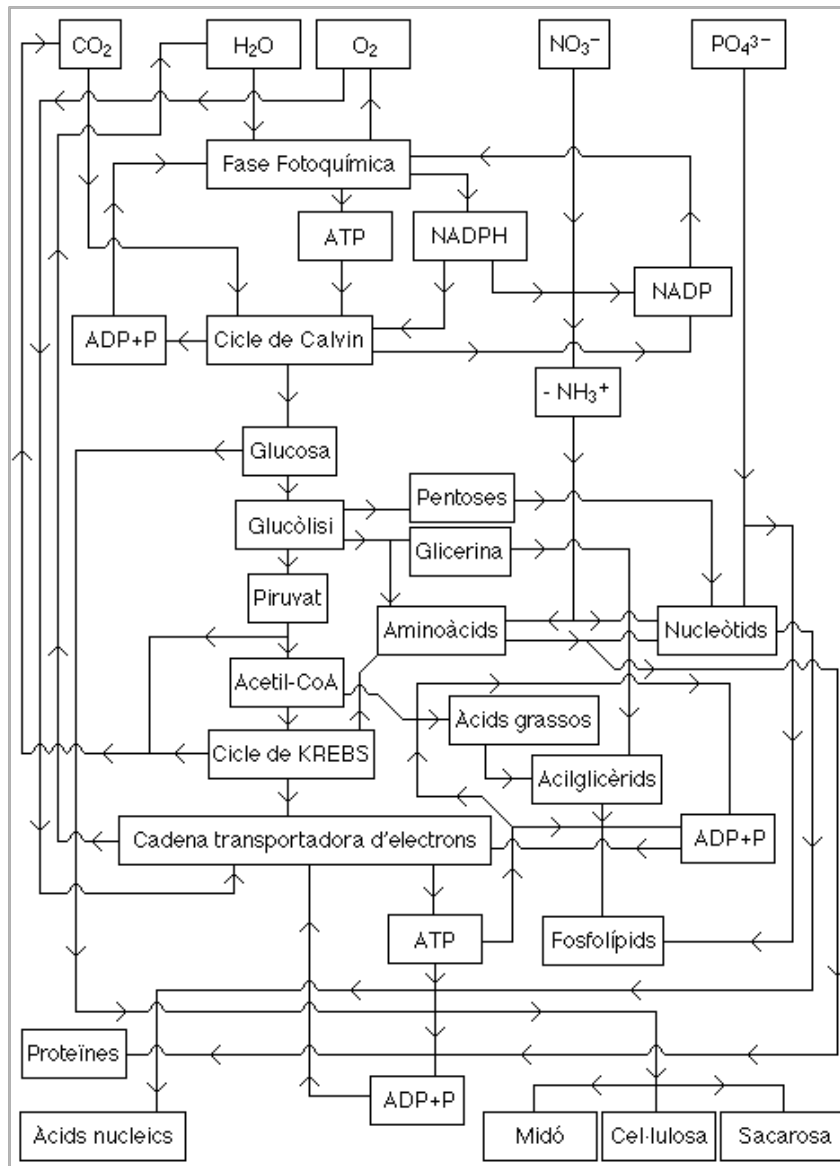 CO₂
H₂O
O₂
NO₃⁻
PO₄³⁻
Fase Fotoquímica
ATP
NADPH
NADP
ADP+P
Cicle de Calvin
- NH₃⁺
Glucosa
Pentoses
Glucòlisi
Glicerina
Piruvat
Aminoàcids
Nucleòtids
Acetil-CoA
Àcids grassos
Cicle de KREBS
Acilglicèrids
Cadena transportadora d'electrons
ADP+P
ATP
Fosfolípids
Proteïnes
ADP+P
Àcids nucleics
Midó
Cel·lulosa
Sacarosa